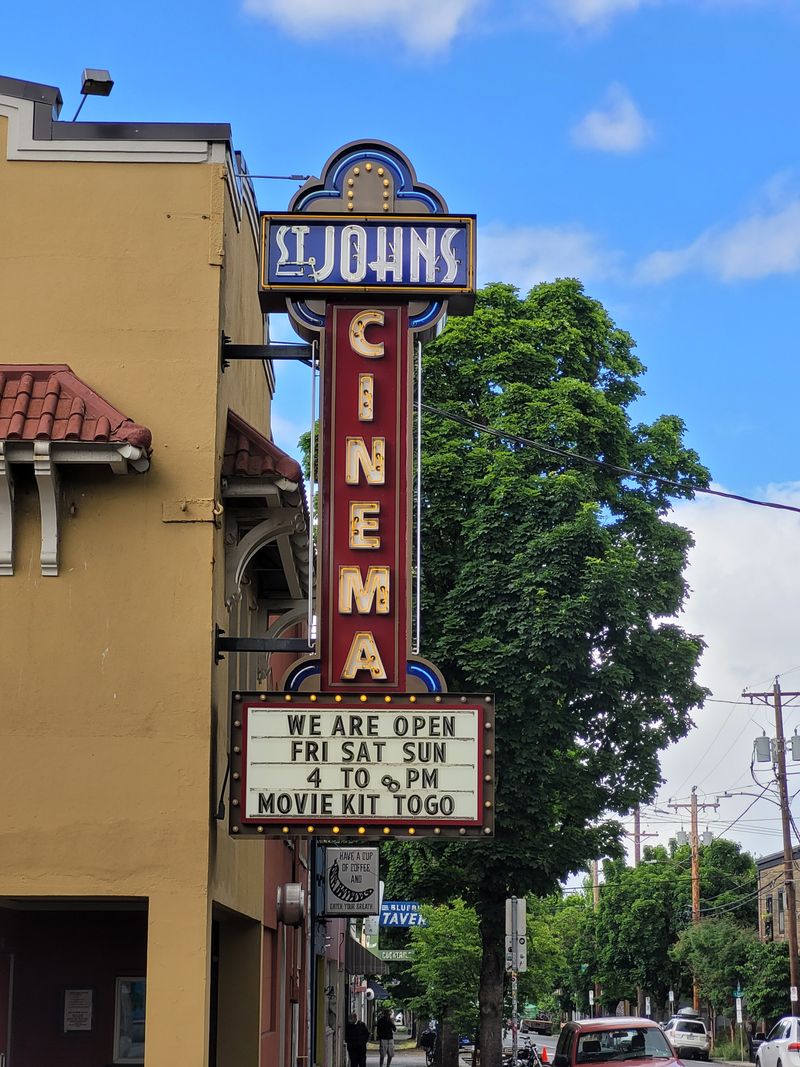 ST. JOHNS
CINEMA
WE ARE OPEN
FRI SAT SUN
4 TO 8 PM
MOVIE KIT TOGO
HAVE A CUP
OF COFFEE
AND
CATCH YOUR BREATH
TAVE